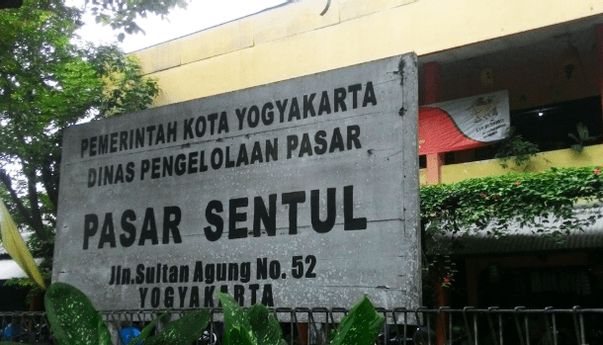 PEMERINTAH KOTA YOGYAKARTA
DINAS PENGELOLAAN PASAR
PASAR SENTUL
Jln.Sultan Agung No. 52
YOGYAKARTA